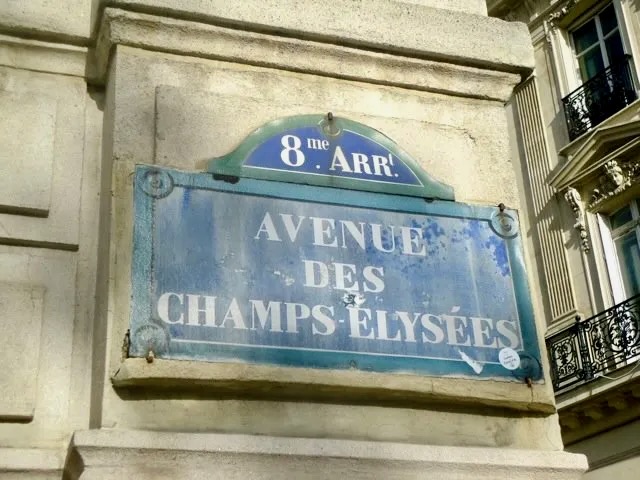 8me. ARRt.
AVENUE
DES
CHAMPS-ÉLYSÉES